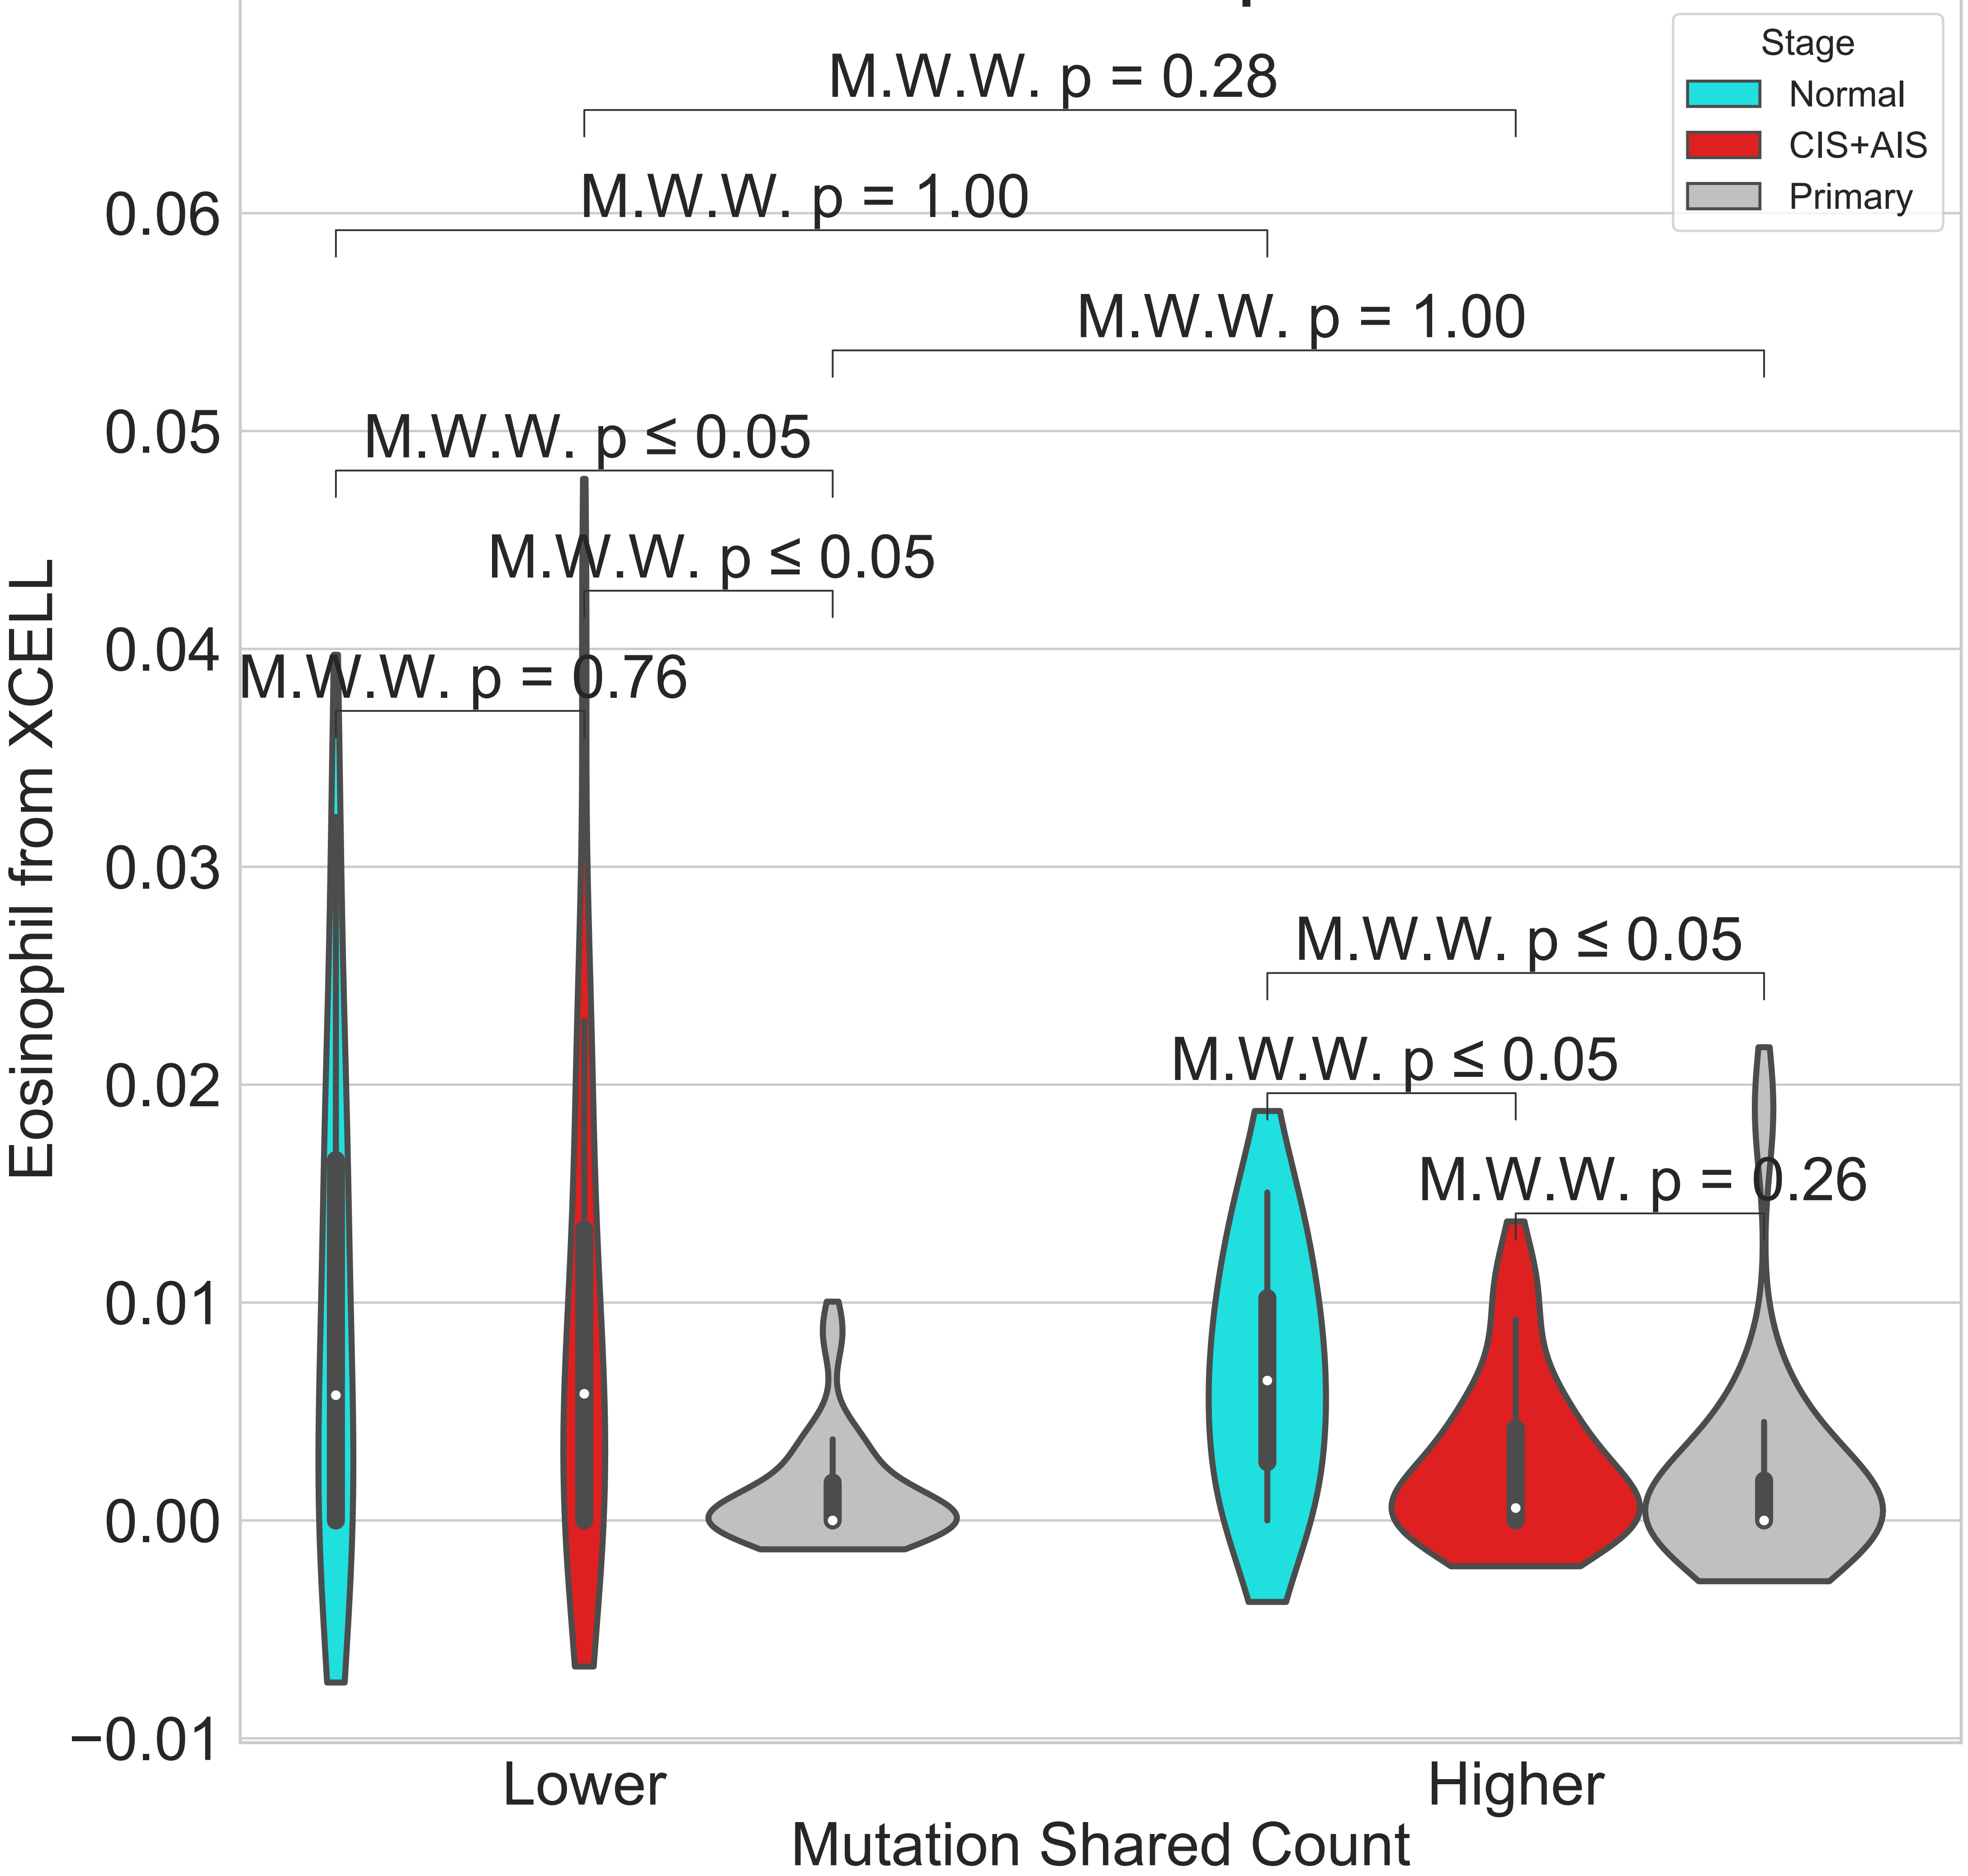 Stage
Normal
CIS+AIS
Primary
M.W.W. p = 0.28
M.W.W. p = 1.00
M.W.W. p = 1.00
M.W.W. p ≤ 0.05
M.W.W. p ≤ 0.05
M.W.W. p = 0.76
M.W.W. p ≤ 0.05
M.W.W. p ≤ 0.05
M.W.W. p = 0.26
0.06
0.05
0.04
0.03
0.02
0.01
0.00
−0.01
Eosinophil from XCELL
Lower
Higher
Mutation Shared Count